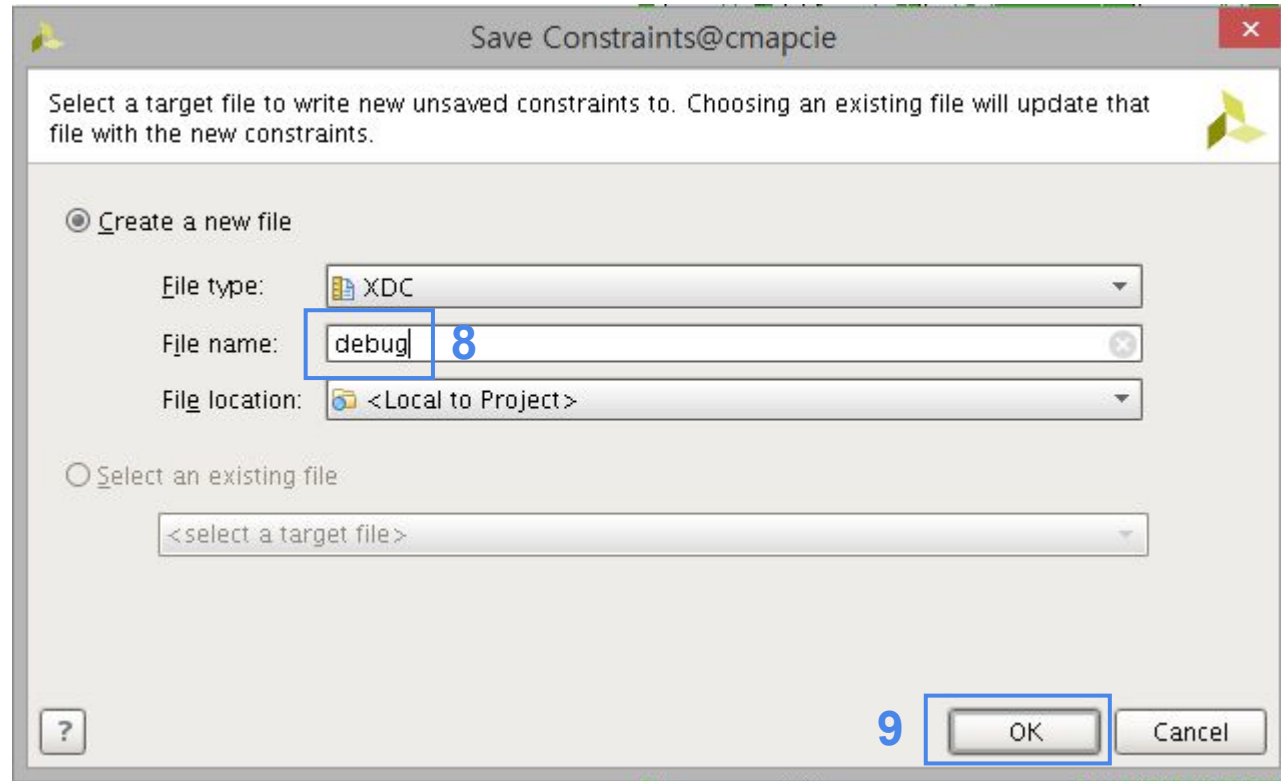 Save Constraints@cmapcie
Select a target file to write new unsaved constraints to. Choosing an existing file will update that
file with the new constraints.
Create a new file
File type: XDC
File name: debug 8
File location: <Local to Project>
Select an existing file
<select a target file>
? 9 OK Cancel